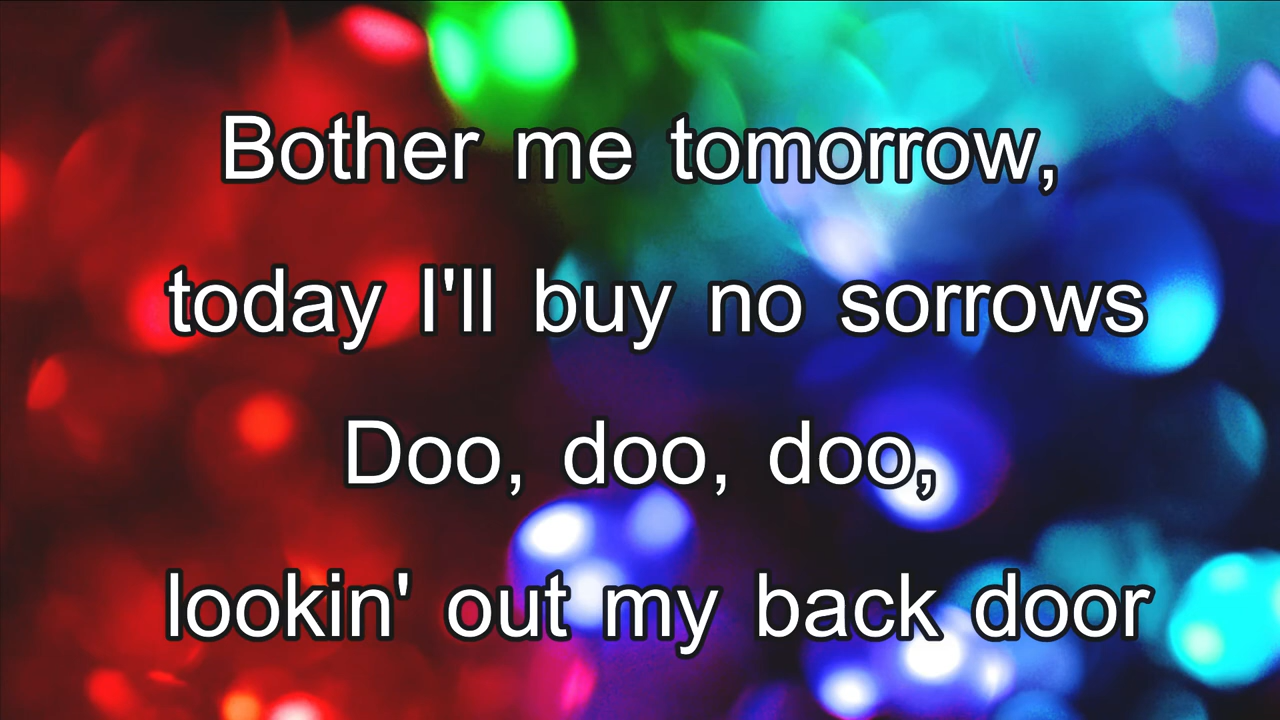 Bother me tomorrow,
today I'll buy no sorrows
Doo, doo, doo,
lookin' out my back door